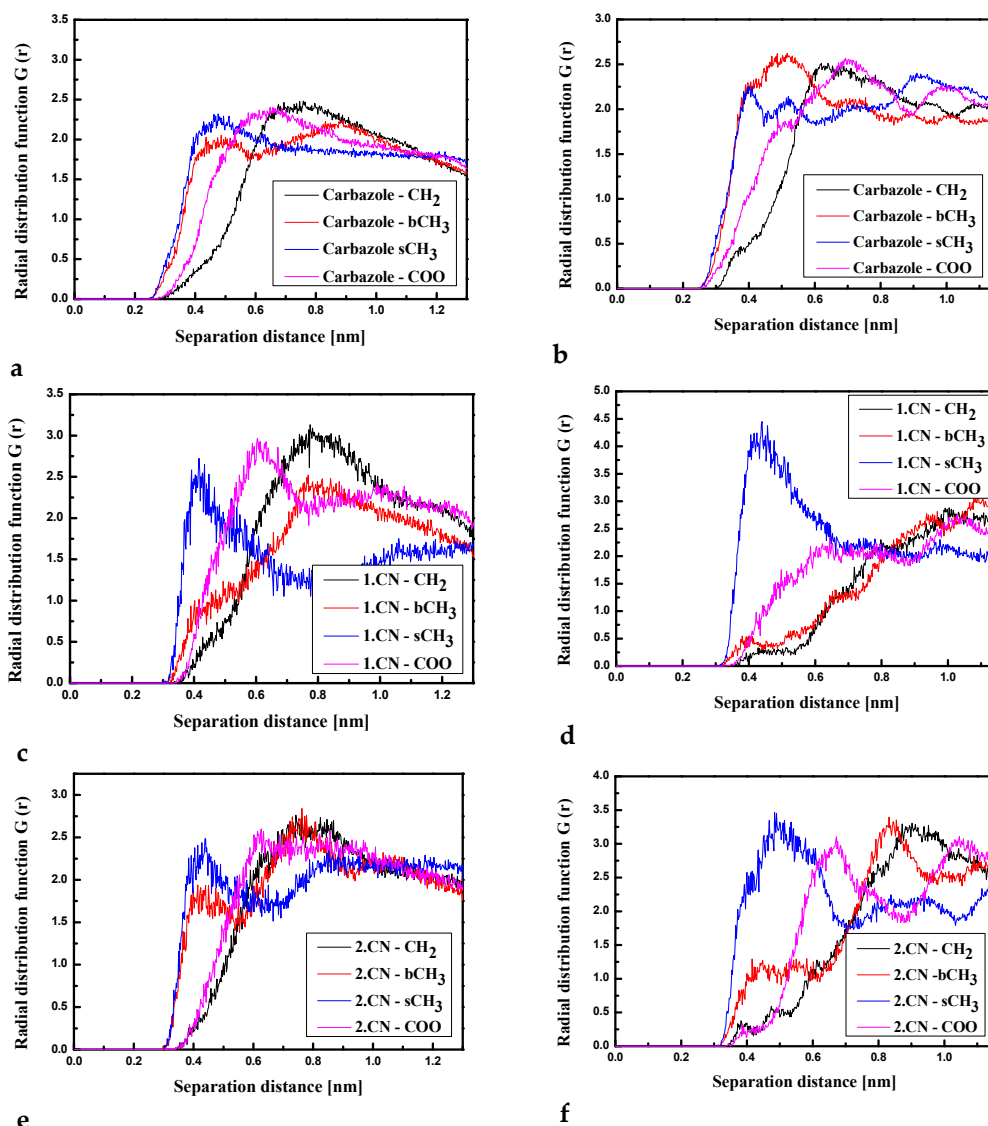 Radial distribution function G (r)
3.5
3.0
2.5
2.0
1.5
1.0
0.5
0.0
Carbazole - CH2
Carbazole - bCH3
Carbazole sCH3
Carbazole - COO
0.0 0.2 0.4 0.6 0.8 1.0 1.2
Separation distance [nm]
a
Radial distribution function G (r)
3.0
2.5
2.0
1.5
1.0
0.5
0.0
Carbazole - CH2
Carbazole - bCH3
Carbazole - sCH3
Carbazole - COO
0.0 0.2 0.4 0.6 0.8 1.0
Separation distance [nm]
b
Radial distribution function G (r)
3.5
3.0
2.5
2.0
1.5
1.0
0.5
0.0
1.CN - CH2
1.CN - bCH3
1.CN - sCH3
1.CN - COO
0.0 0.2 0.4 0.6 0.8 1.0 1.2
Separation distance [nm]
c
Radial distribution function G (r)
5.0
4.5
4.0
3.5
3.0
2.5
2.0
1.5
1.0
0.5
0.0
1.CN - CH2
1.CN - bCH3
1.CN - sCH3
1.CN - COO
0.0 0.2 0.4 0.6 0.8 1.0
Separation distance [nm]
d
Radial distribution function G (r)
3.0
2.5
2.0
1.5
1.0
0.5
0.0
2.CN - CH2
2.CN - bCH3
2.CN - sCH3
2.CN - COO
0.0 0.2 0.4 0.6 0.8 1.0 1.2
Separation distance [nm]
e
Radial distribution function G (r)
4.0
3.5
3.0
2.5
2.0
1.5
1.0
0.5
0.0
2.CN - CH2
2.CN -bCH3
2.CN - sCH3
2.CN - COO
0.0 0.2 0.4 0.6 0.8 1.0
Separation distance [nm]
f